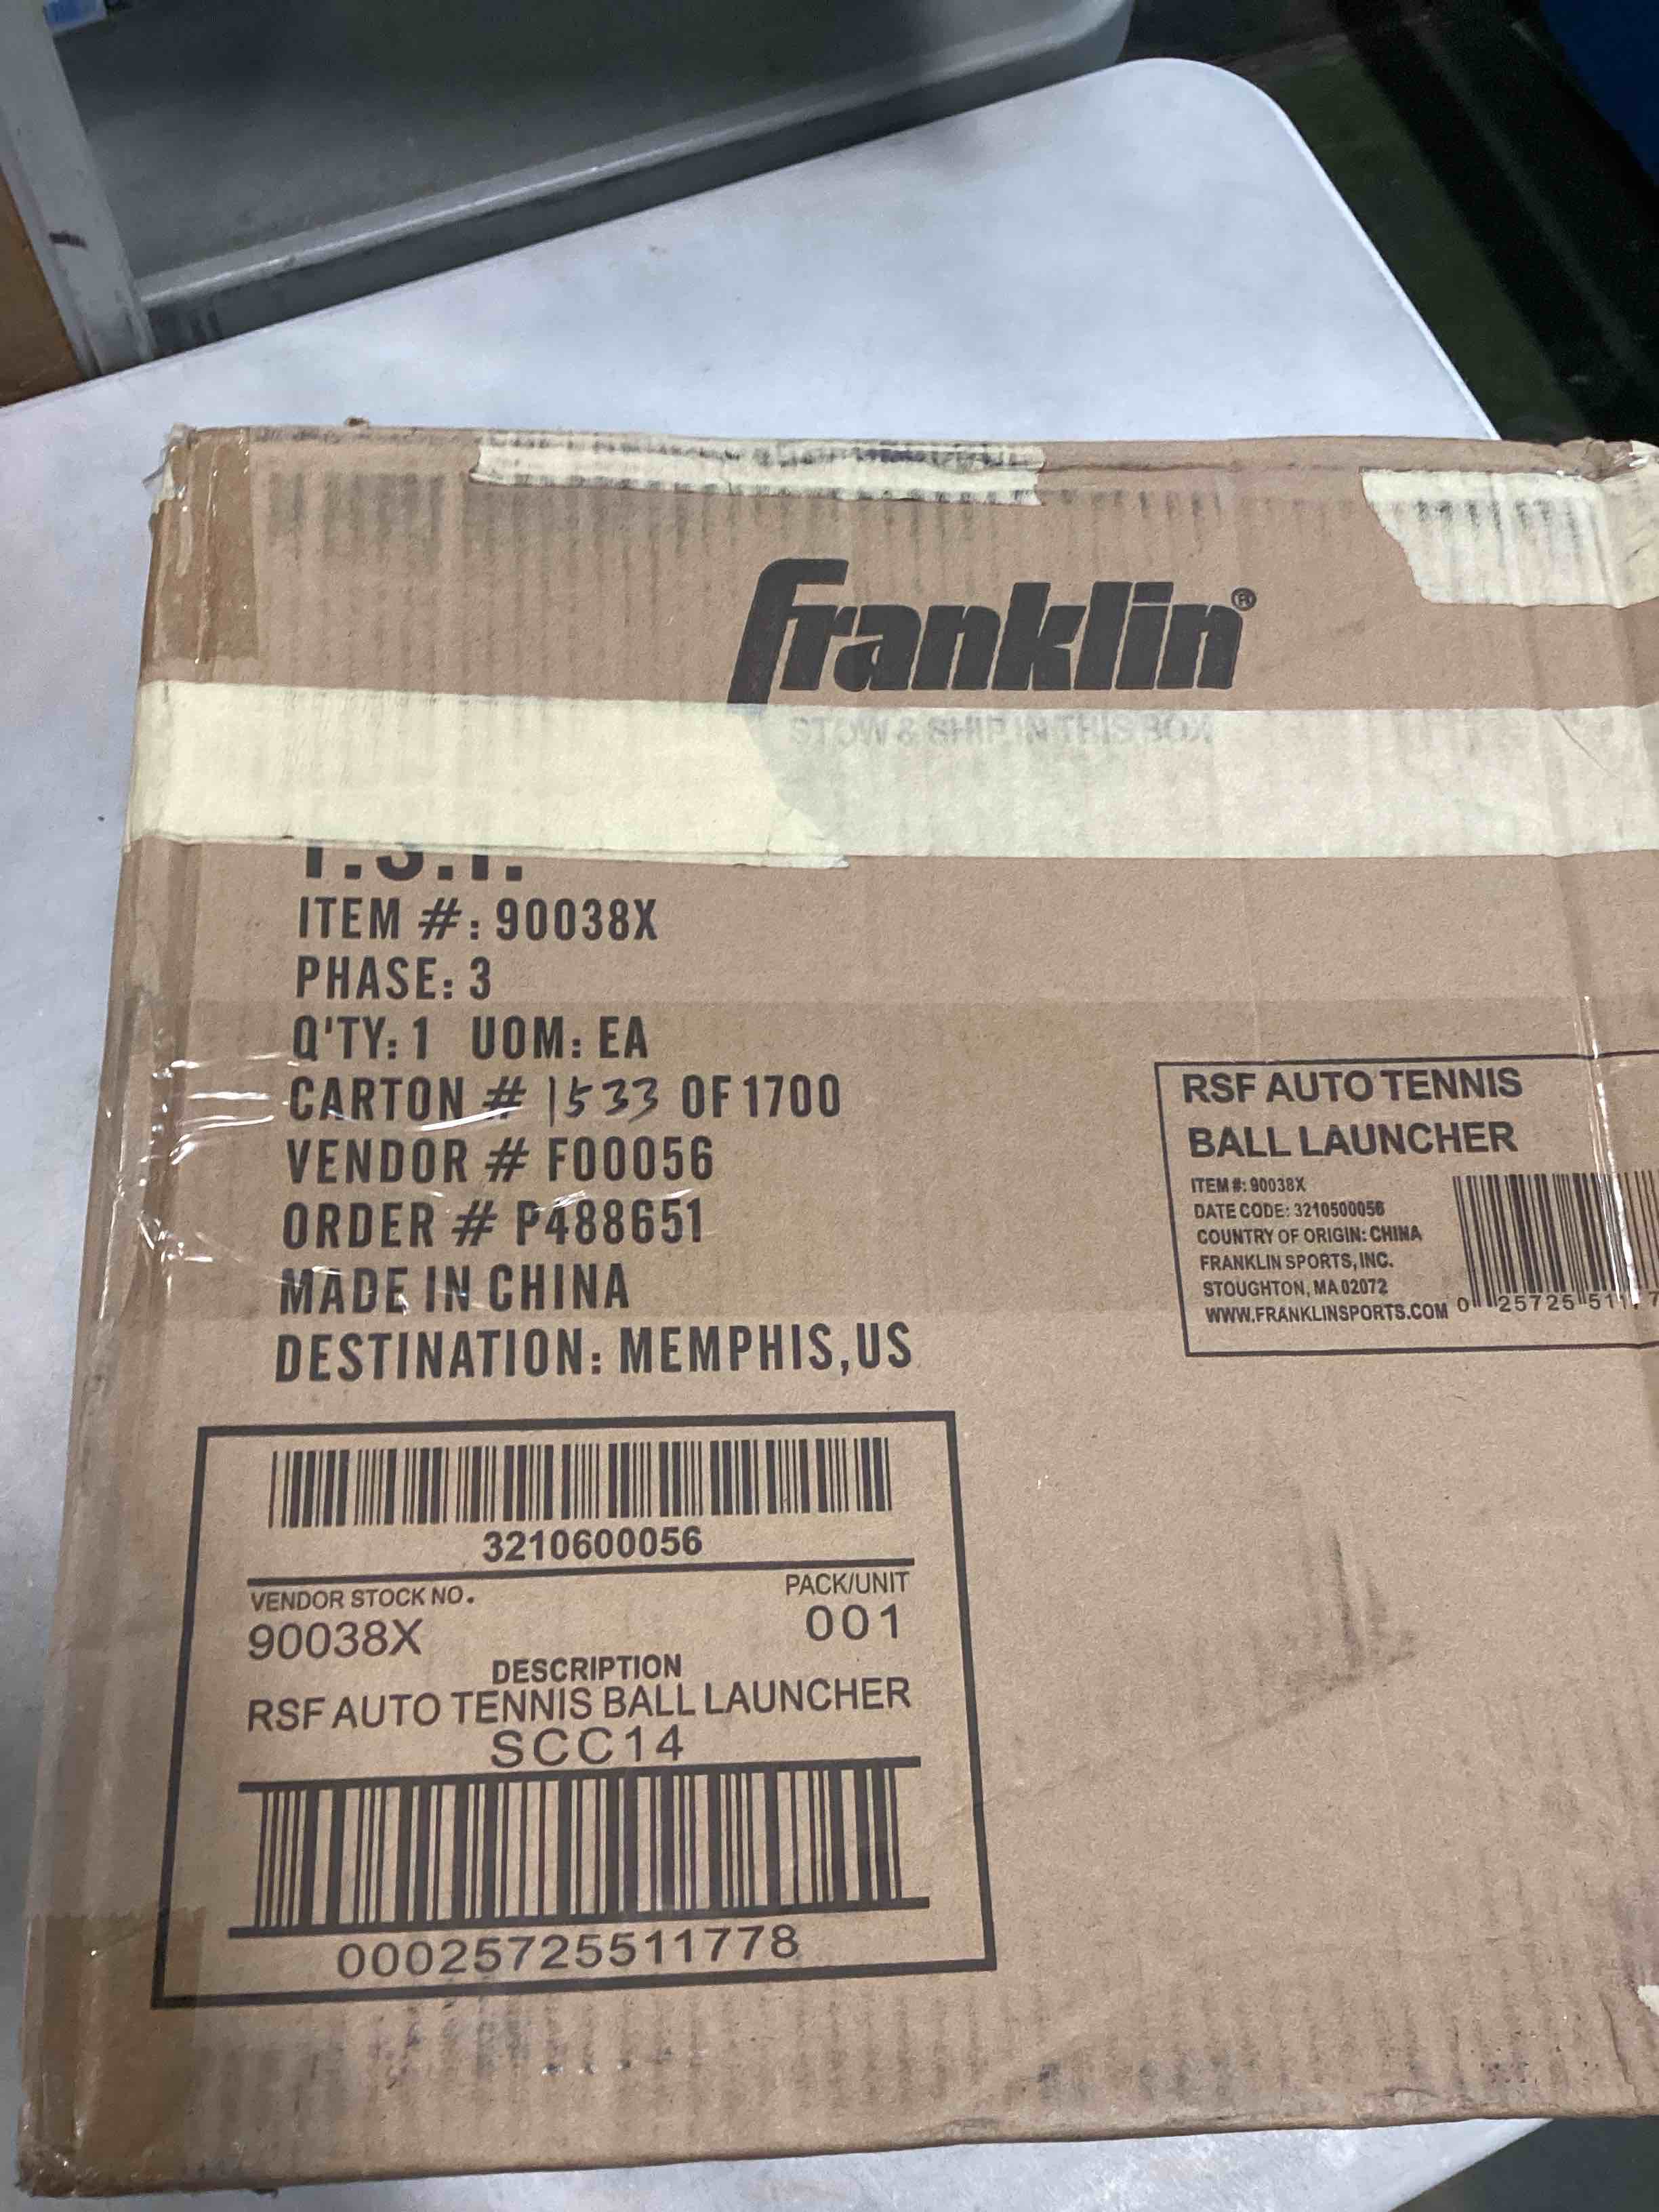 franklin®
STOW & SHIP IN THIS BOX
ITEM #: 90038X
PHASE: 3
Q'TY: 1 UOM: EA
CARTON # 1533 OF 1700
VENDOR # F00056
ORDER # P488651
MADE IN CHINA
DESTINATION: MEMPHIS,US
RSF AUTO TENNIS
BALL LAUNCHER
ITEM #: 90038X
DATE CODE: 3210500056
COUNTRY OF ORIGIN: CHINA
FRANKLIN SPORTS, INC.
STOUGHTON, MA 02072
WWW.FRANKLINSPORTS.COM
0 25725 511
3210600056
VENDOR STOCK NO. PACK/UNIT
90038X 001
DESCRIPTION
RSF AUTO TENNIS BALL LAUNCHER
SCC14
00025725511778